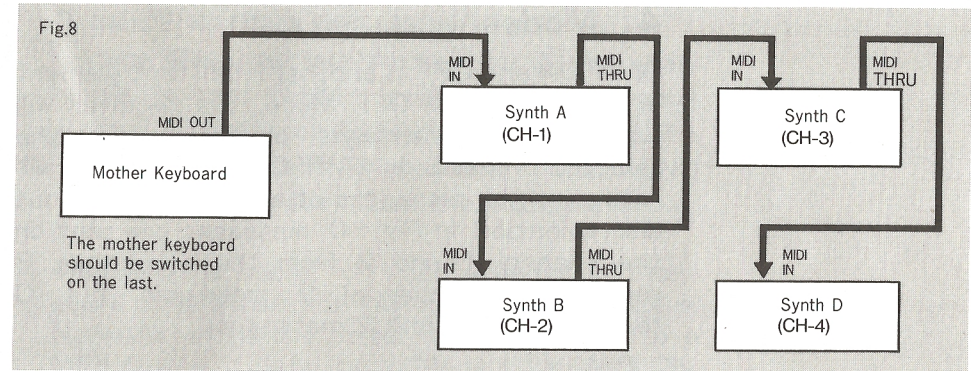 Fig.8
MIDI OUT
Mother Keyboard
The mother keyboard
should be switched
on the last.
MIDI
IN
MIDI
THRU
Synth A
(CH-1)
MIDI
IN
MIDI
THRU
Synth B
(CH-2)
MIDI
IN
MIDI
THRU
Synth C
(CH-3)
MIDI
IN
Synth D
(CH-4)